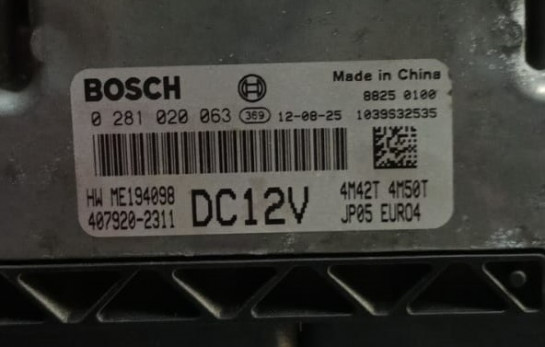 BOSCH
Made in China
8825 0100
0 281 020 063 369 12-08-25 1039S32535
HW ME194098
407920-2311
DC12V
4M42T 4M50T
JP05 EURO4